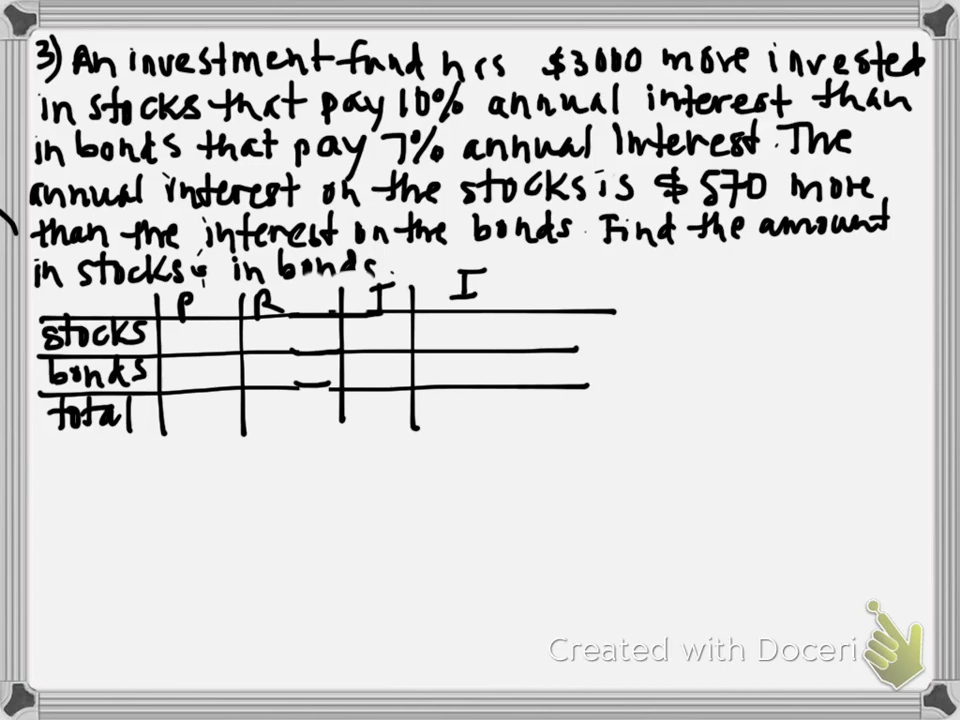 3) An investment fund has $3000 more invested
in stocks that pay 10% annual interest than
in bonds that pay 7% annual Interest. The
annual interest on the stocks is $570 more
than the interest on the bonds. Find the amount
in stocks & in bonds.
P R T I
stocks
bonds
total
Created with Doceri